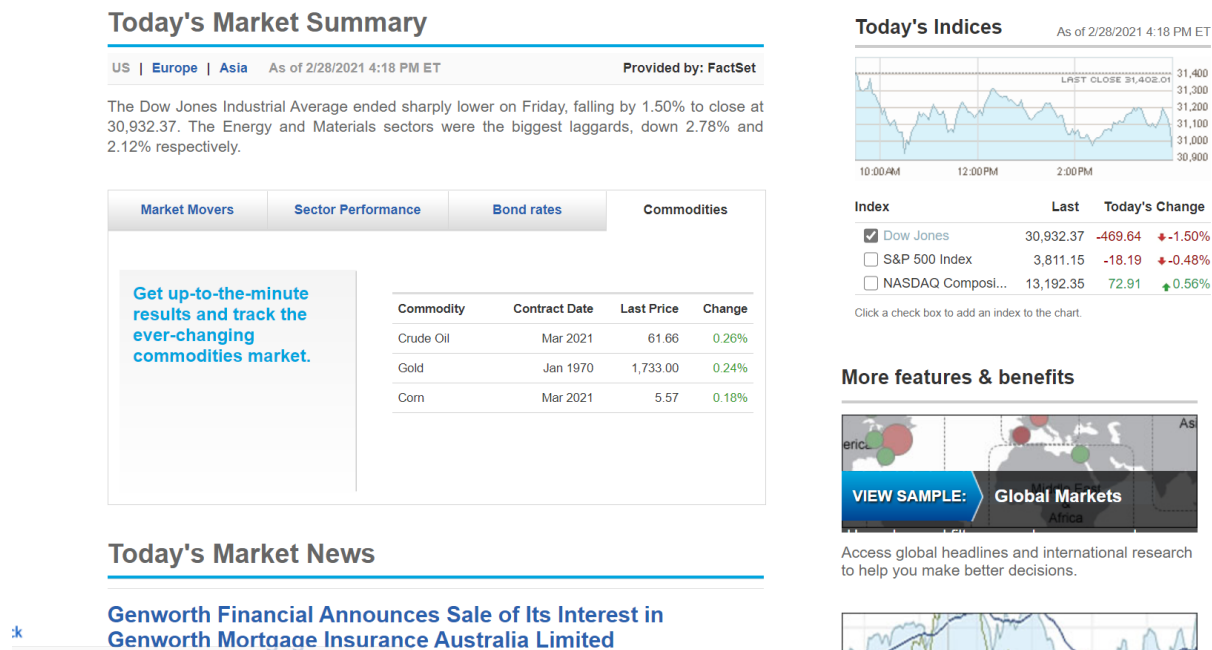 Today's Market Summary
US | Europe | Asia As of 2/28/2021 4:18 PM ET Provided by: FactSet
The Dow Jones Industrial Average ended sharply lower on Friday, falling by 1.50% to close at
30,932.37. The Energy and Materials sectors were the biggest laggards, down 2.78% and
2.12% respectively.
Market Movers Sector Performance Bond rates Commodities
Get up-to-the-minute
results and track the
ever-changing
commodities market.
Commodity Contract Date Last Price Change
Crude Oil Mar 2021 61.66 0.26%
Gold Jan 1970 1,733.00 0.24%
Corn Mar 2021 5.57 0.18%
Today's Market News
Genworth Financial Announces Sale of Its Interest in
Genworth Mortgage Insurance Australia Limited
Today's Indices As of 2/28/2021 4:18 PM ET
LAST CLOSE 31,402.01
31,400
31,300
31,200
31,100
31,000
30,900
10:00AM 12:00PM 2:00PM
Index Last Today's Change
Dow Jones 30,932.37 -469.64 -1.50%
S&P 500 Index 3,811.15 -18.19 -0.48%
NASDAQ Composi... 13,192.35 72.91 0.56%
Click a check box to add an index to the chart.
More features & benefits
VIEW SAMPLE: Global Markets
Middle East
&
Africa
Access global headlines and international research
to help you make better decisions.